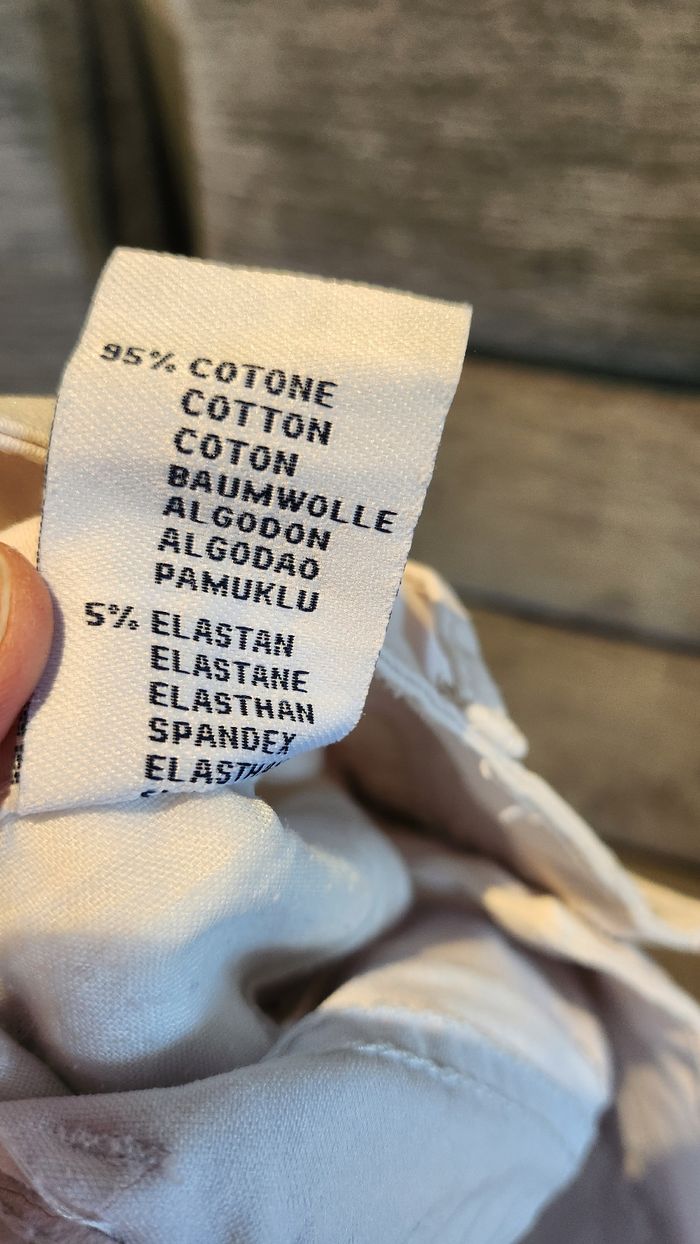 95% COTONE
COTTON
COTON
BAUMWOLLE
ALGODON
ALGODAO
PAMUKLU
5% ELASTAN
ELASTANE
ELASTHAN
SPANDEX